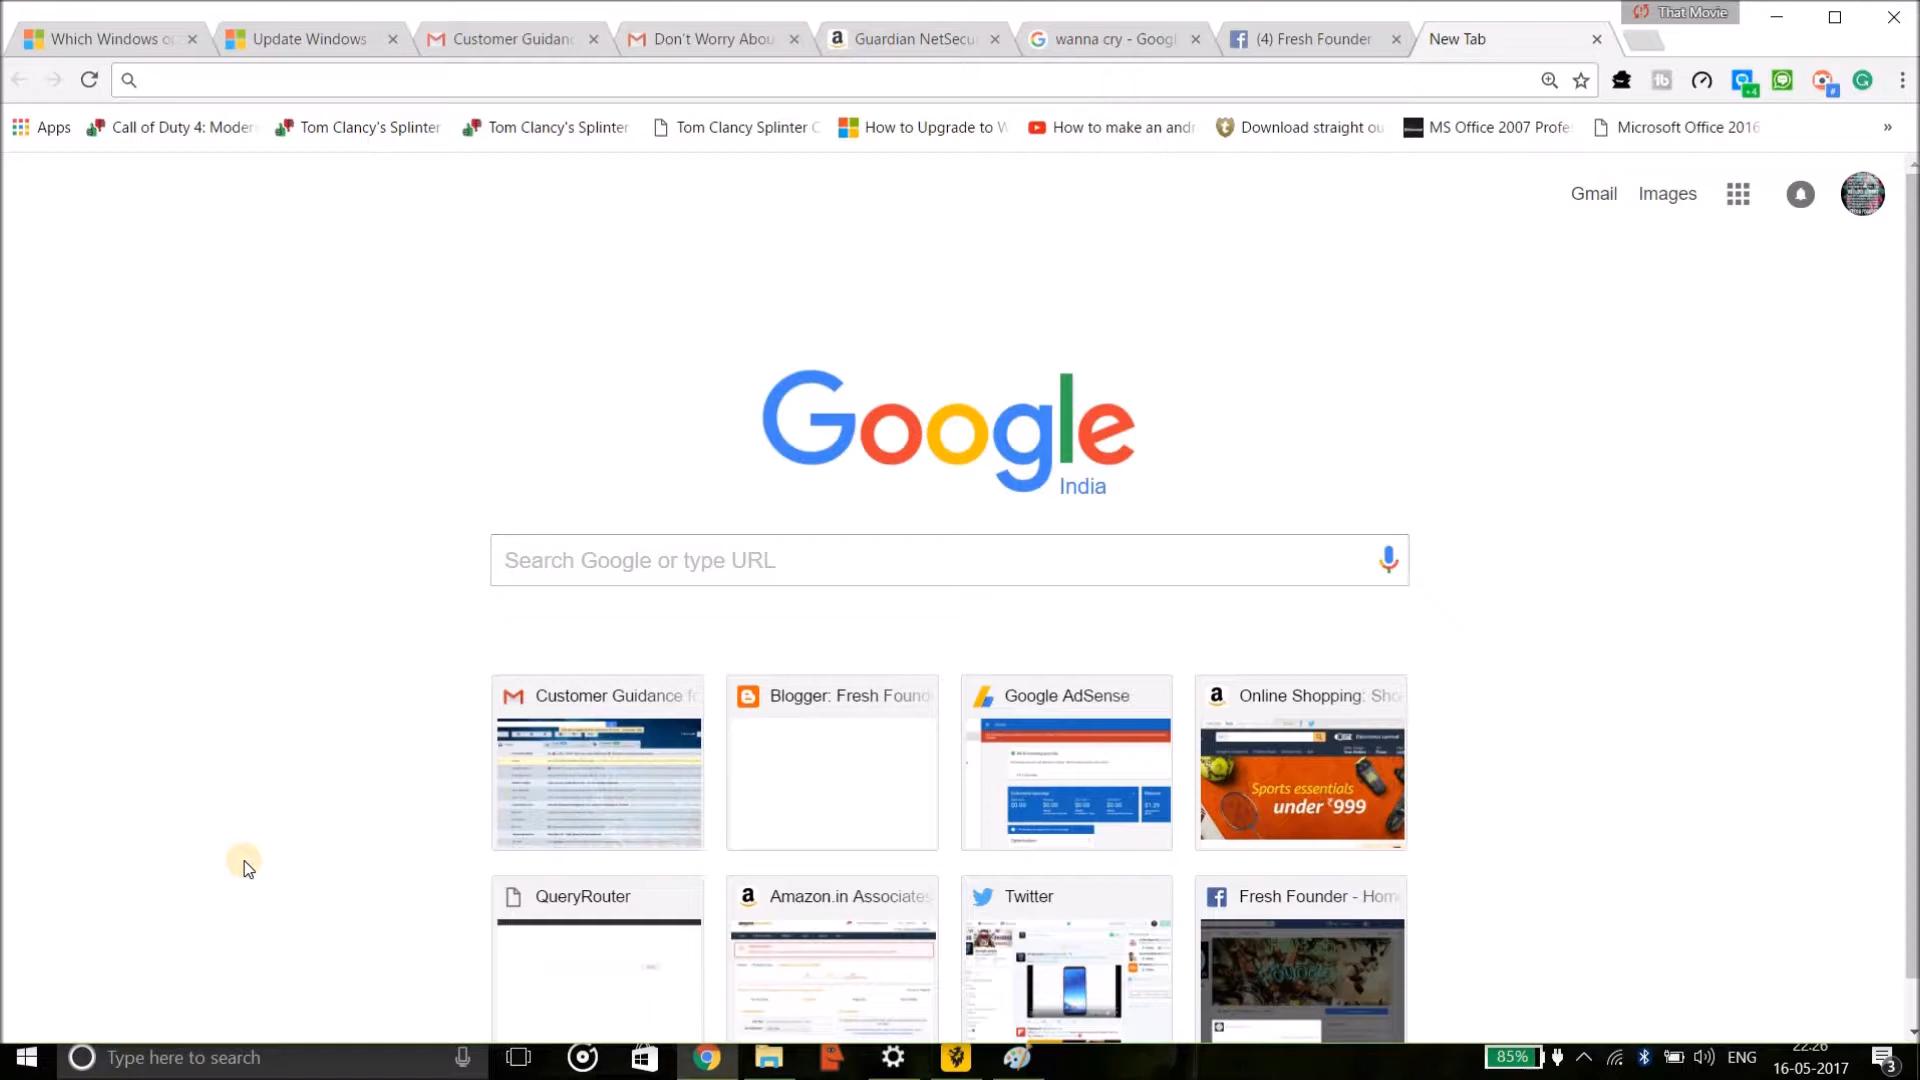 That Movie
Which Windows o
Update Windows
Customer Guidanc
Don't Worry Abou
Guardian NetSecu
wanna cry - Googl
(4) Fresh Founder
New Tab
Apps
Call of Duty 4: Moder
Tom Clancy's Splinter
Tom Clancy's Splinter
Tom Clancy Splinter C
How to Upgrade to W
How to make an andr
Download straight ou
MS Office 2007 Profe
Microsoft Office 2016
»
Gmail Images
Google
India
Search Google or type URL
Customer Guidance fo
Blogger: Fresh Found
Google AdSense
Online Shopping: Sho
Sports essentials
under ₹999
QueryRouter
Amazon.in Associates
Twitter
Fresh Founder - Hom
Type here to search
85%
ENG
22:26
16-05-2017
3